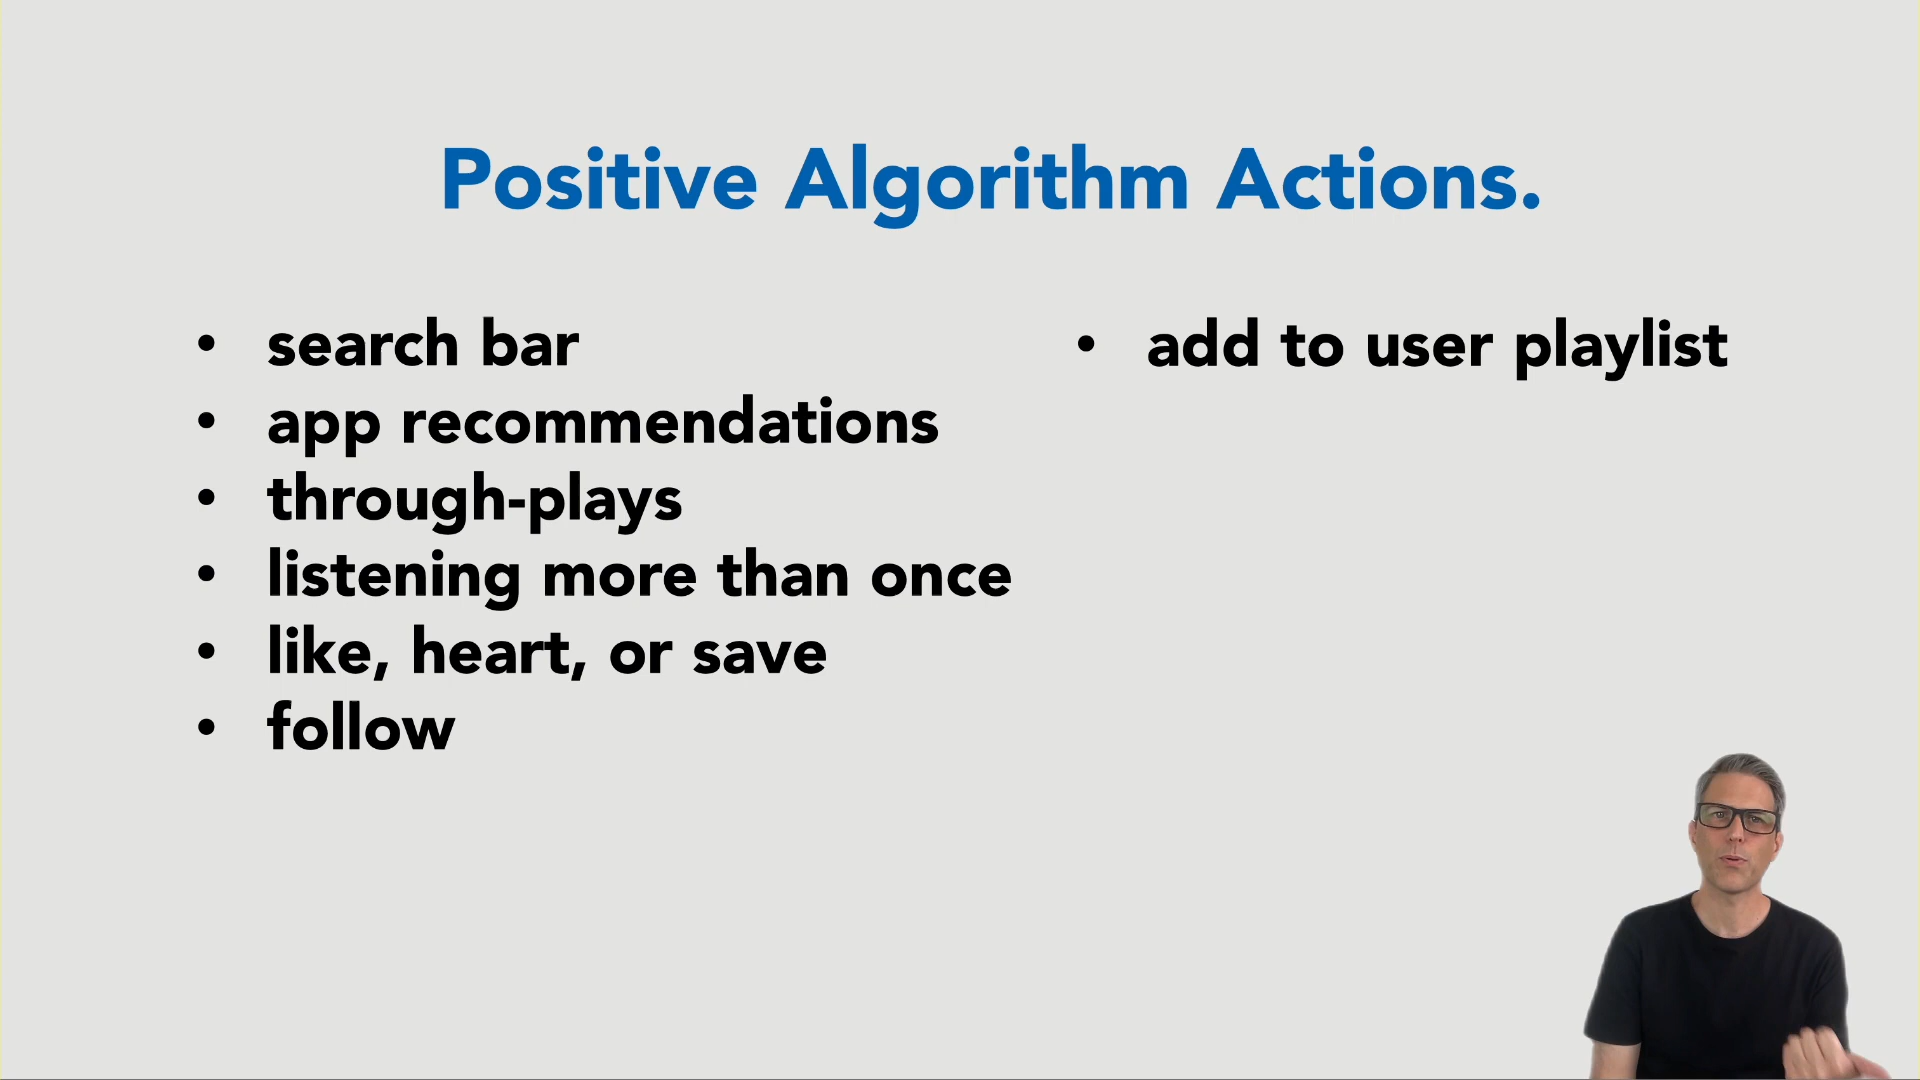 Positive Algorithm Actions.
search bar
app recommendations
through-plays
listening more than once
like, heart, or save
follow
add to user playlist